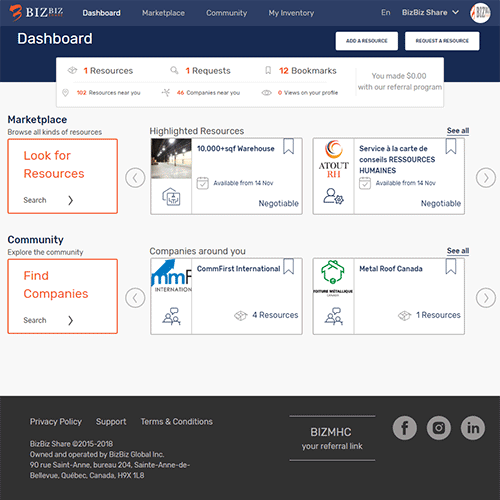 BIZBIZ
Dashboard
Marketplace
Community
My Inventory
En
BizBiz Share
Dashboard
ADD A RESOURCE
REQUEST A RESOURCE
1 Resources
1 Requests
12 Bookmarks
102 Resources near you
46 Companies near you
0 Views on your profile
You made $0.00
with our referral program
Marketplace
Browse all kinds of resources
Look for
Resources
Search
Highlighted Resources
See all
10,000+sqf Warehouse
Available from 14 Nov
Negotiable
ATOUT
RH
Service à la carte de
conseils RESSOURCES
HUMAINES
Available from 14 Nov
Negotiable
Community
Explore the community
Find
Companies
Search
Companies around you
See all
CommFirst International
4 Resources
TOITURE MÉTALLIQUE
Metal Roof Canada
1 Resources
Privacy Policy
Support
Terms & Conditions
BizBiz Share ©2015-2018
Owned and operated by BizBiz Global Inc.
90 rue Saint-Anne, bureau 204, Sainte-Anne-de-
Bellevue, Québec, Canada, H9X 1L8
BIZMHC
your referral link